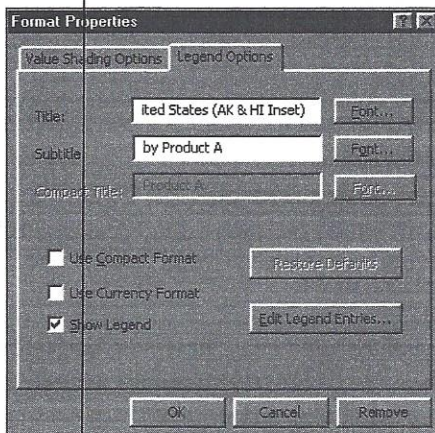 Format Properties
Value Shading Options Legend Options
Title: ited States (AK & HI Inset) Font...
Subtitle by Product A Font...
Compact Title: Product A Font...
Use Compact Format Restore Defaults
Use Currency Format
Show Legend Edit Legend Entries...
OK Cancel Remove